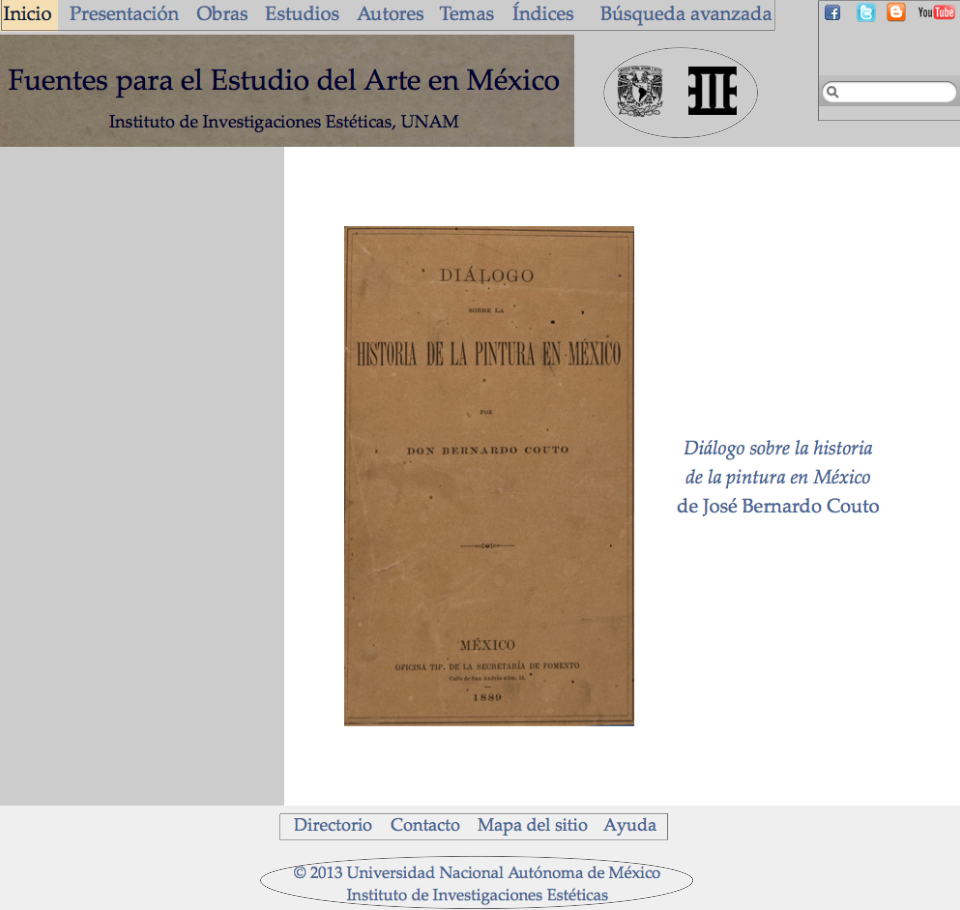 Inicio Presentación Obras Estudios Autores Temas Índices Búsqueda avanzada
You Tube
Fuentes para el Estudio del Arte en México
Instituto de Investigaciones Estéticas, UNAM
DIÁLOGO
SOBRE LA
HISTORIA DE LA PINTURA EN MÉXICO
POR
DON BERNARDO COUTO
MÉXICO
OFICINA TIP. DE LA SECRETARÍA DE FOMENTO
Calle de San Andrés núm. 15.
1889
Diálogo sobre la historia
de la pintura en México
de José Bernardo Couto
Directorio Contacto Mapa del sitio Ayuda
© 2013 Universidad Nacional Autónoma de México
Instituto de Investigaciones Estéticas